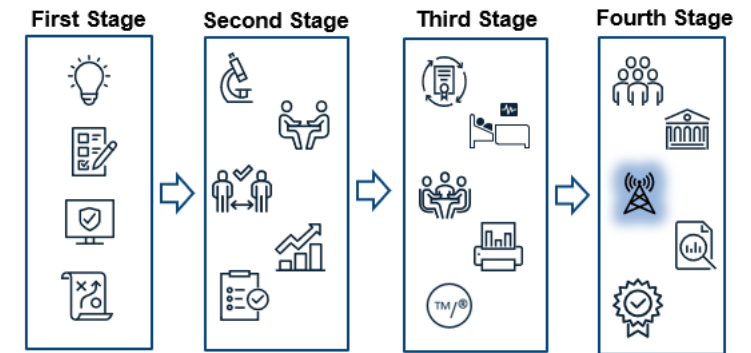 First Stage
Second Stage
Third Stage
Fourth Stage
TM/®